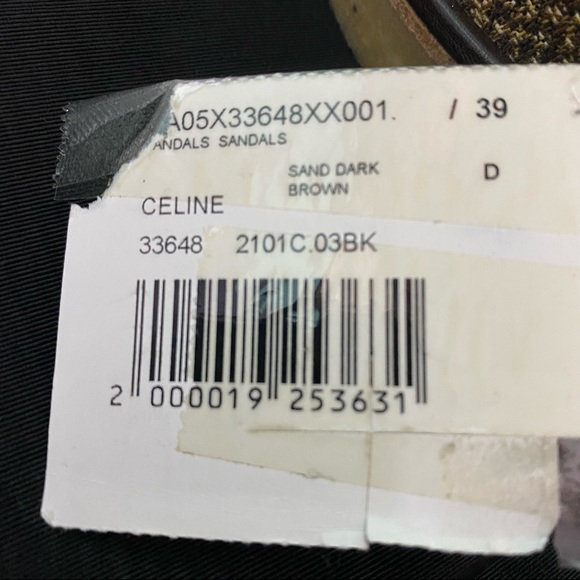 A05X33648XX001. / 39
ANDALS SANDALS
SAND DARK D
BROWN
CELINE
33648 2101C.03BK
2 000019 253631